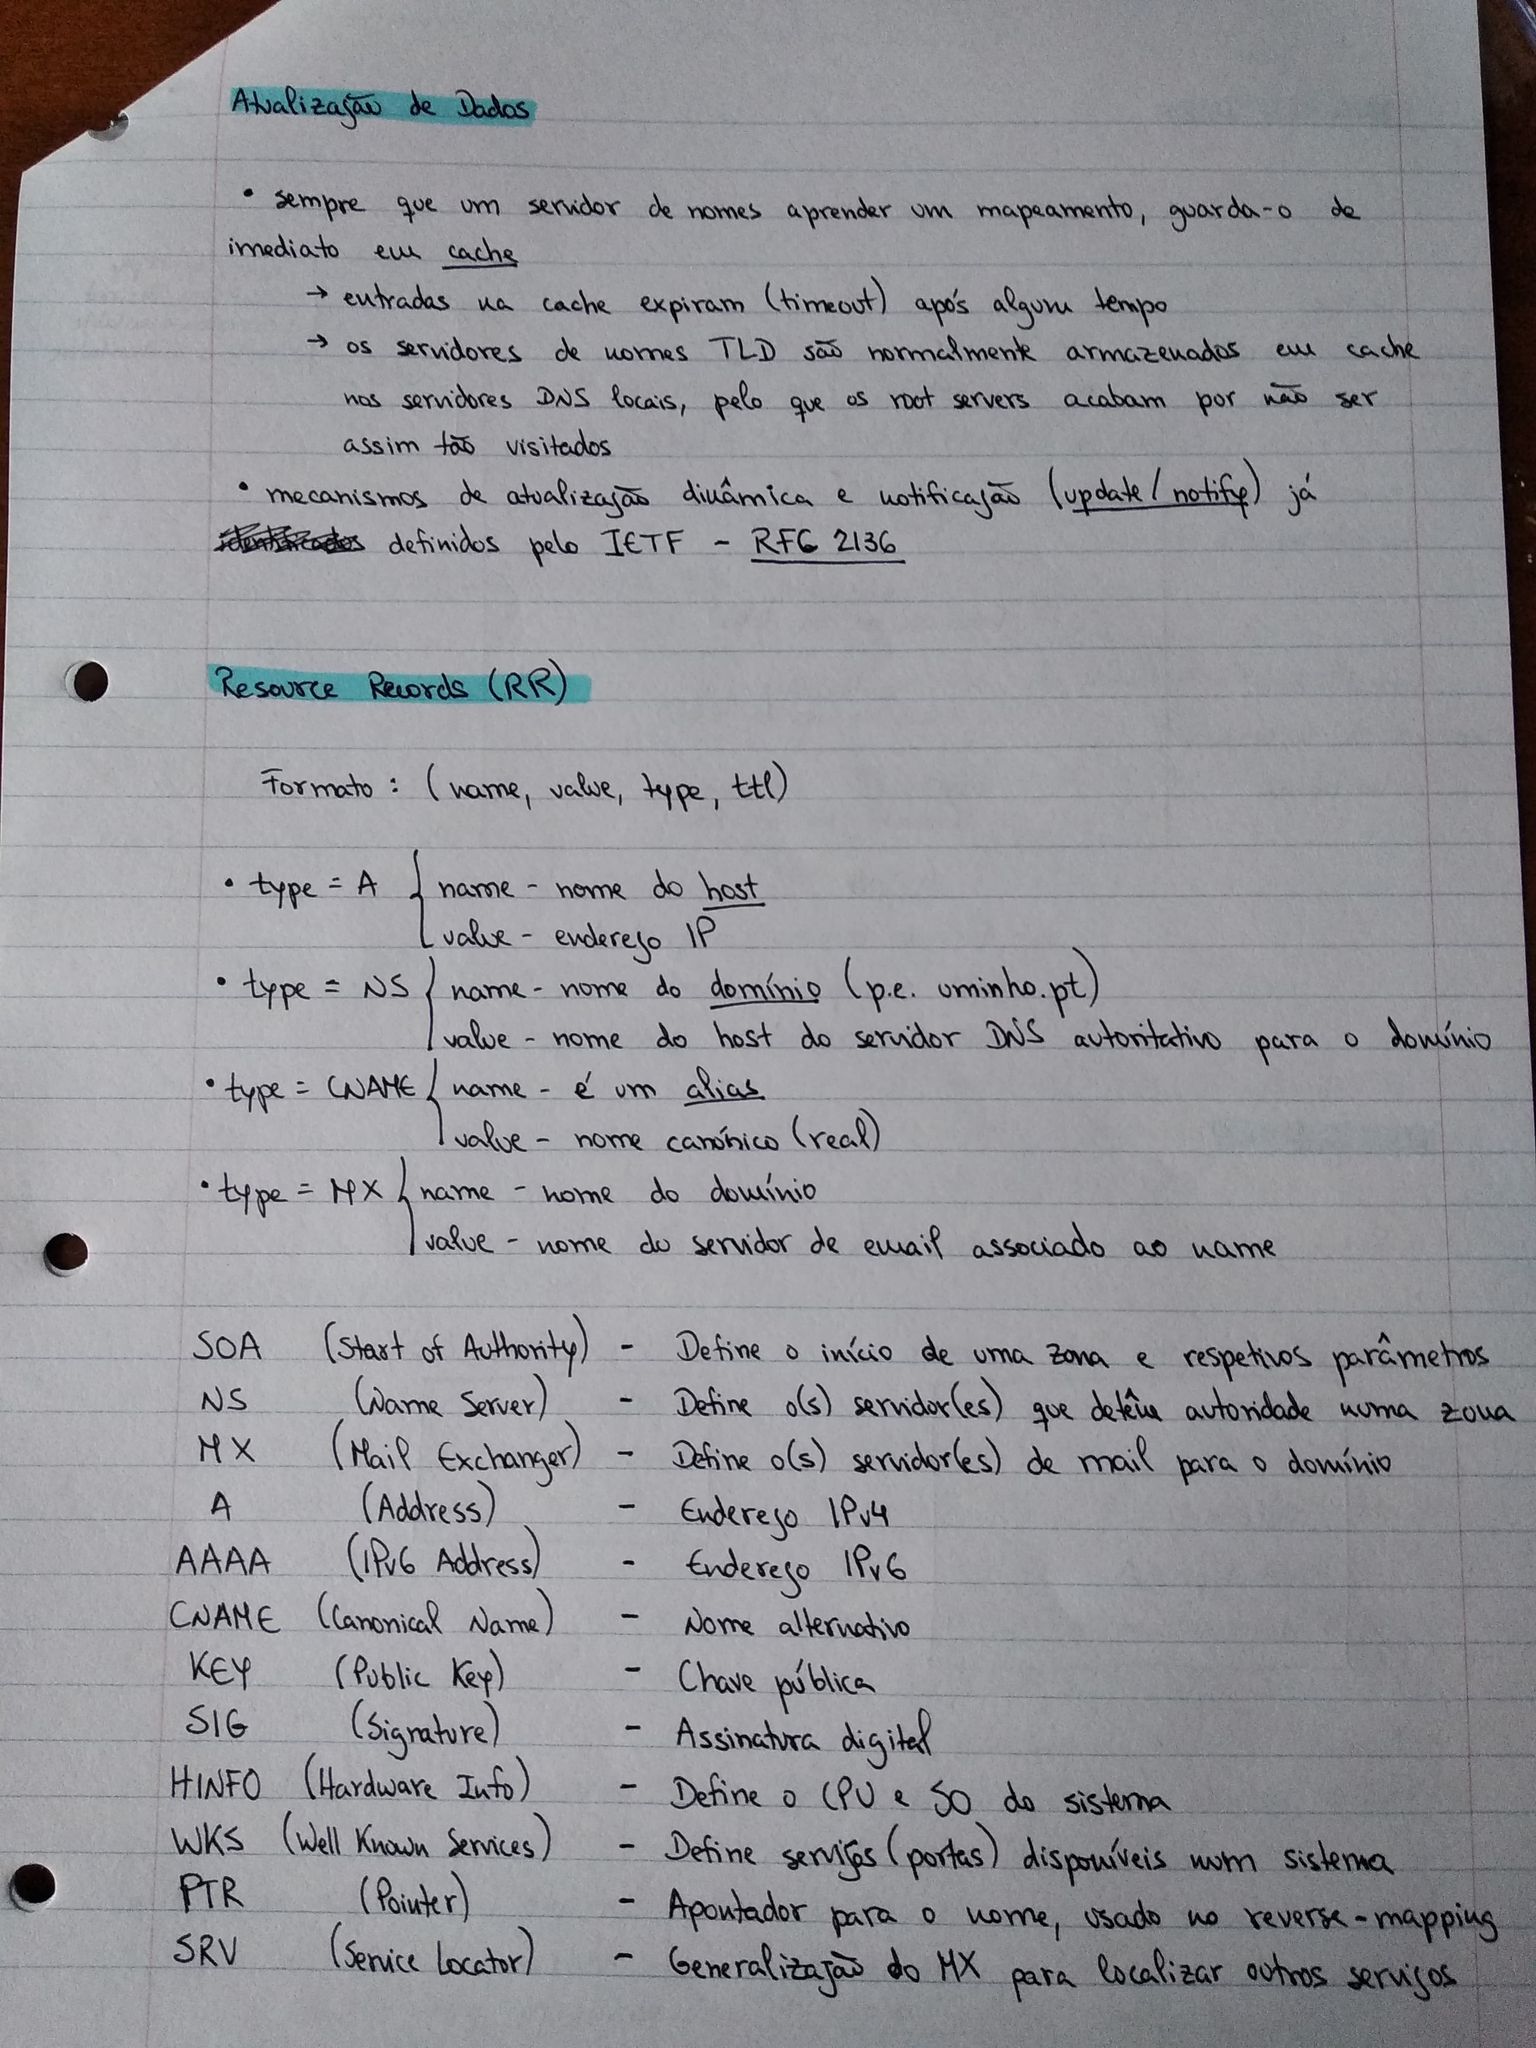 Atualização de Dados
• sempre que um servidor de nomes aprender um mapeamento, guarda-o de
imediato em cache
→ entradas na cache expiram (timeout) após algum tempo
→ os servidores de nomes TLD são normalmente armazenados em cache
nos servidores DNS locais, pelo que os root servers acabam por não ser
assim tão visitados
• mecanismos de atualização dinâmica e notificação (update/notify) já
definidos pelo IETF - RFC 2136
Resource Records (RR)
Formato: (name, value, type, ttl)
• type = A { name - nome do host
value - endereço IP
• type = NS { name - nome do domínio (p.e. uminho.pt)
value - nome do host do servidor DNS autoritativo para o domínio
• type = CNAME { name - é um alias
value - nome canónico (real)
• type = MX { name - nome do domínio
value - nome do servidor de email associado ao name
SOA (Start of Authority) - Define o início de uma zona e respetivos parâmetros
NS (Name Server) - Define o(s) servidor(es) que detêm autoridade numa zona
MX (Mail Exchanger) - Define o(s) servidor(es) de mail para o domínio
A (Address) - Endereço IPv4
AAAA (IPv6 Address) - Endereço IPv6
CNAME (Canonical Name) - Nome alternativo
KEY (Public Key) - Chave pública
SIG (Signature) - Assinatura digital
HINFO (Hardware Info) - Define o CPU e SO do sistema
WKS (Well Known Services) - Define serviços (portas) disponíveis num sistema
PTR (Pointer) - Apontador para o nome, usado no reverse-mapping
SRV (Service Locator) - Generalização do MX para localizar outros serviços